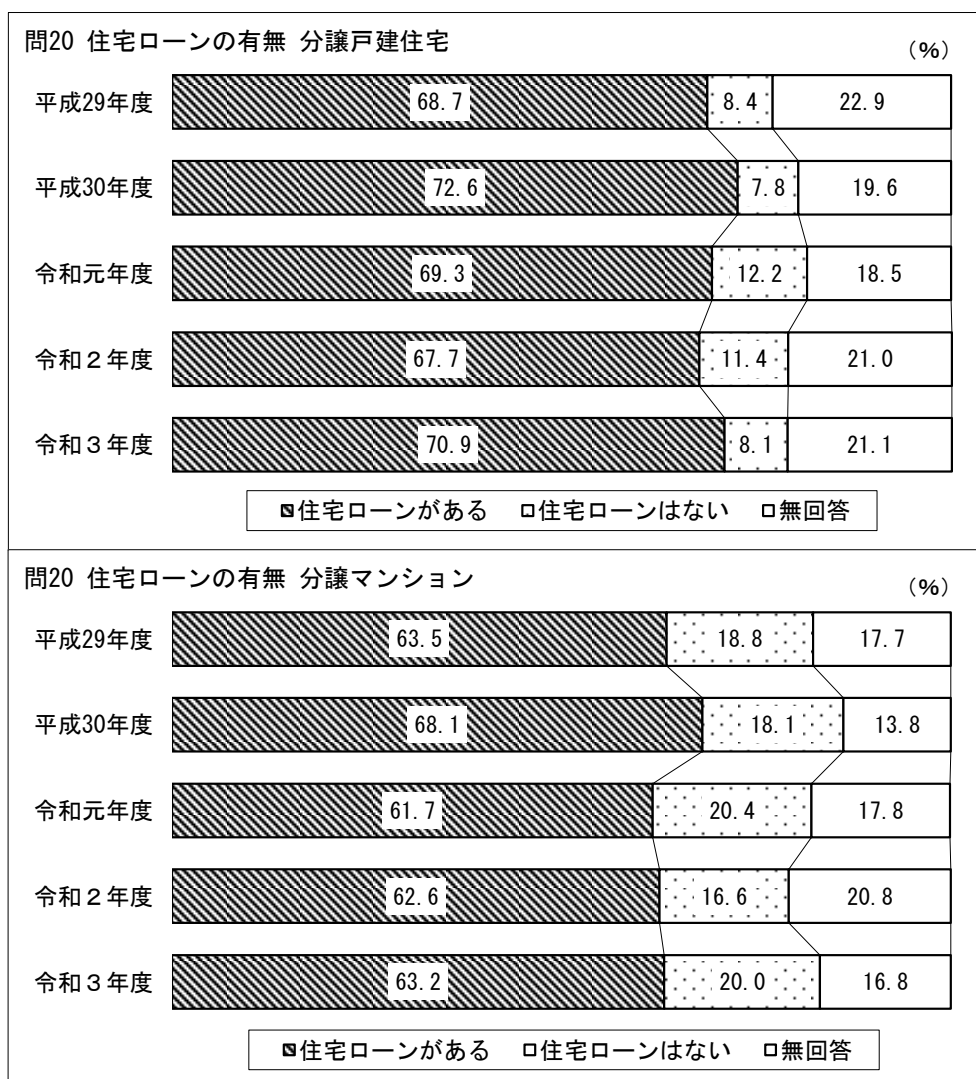 問20 住宅ローンの有無 分譲戸建住宅
(%)
平成29年度 68.7 8.4 22.9
平成30年度 72.6 7.8 19.6
令和元年度 69.3 12.2 18.5
令和２年度 67.7 11.4 21.0
令和３年度 70.9 8.1 21.1
住宅ローンがある 住宅ローンはない 無回答
問20 住宅ローンの有無 分譲マンション
(%)
平成29年度 63.5 18.8 17.7
平成30年度 68.1 18.1 13.8
令和元年度 61.7 20.4 17.8
令和２年度 62.6 16.6 20.8
令和３年度 63.2 20.0 16.8
住宅ローンがある 住宅ローンはない 無回答